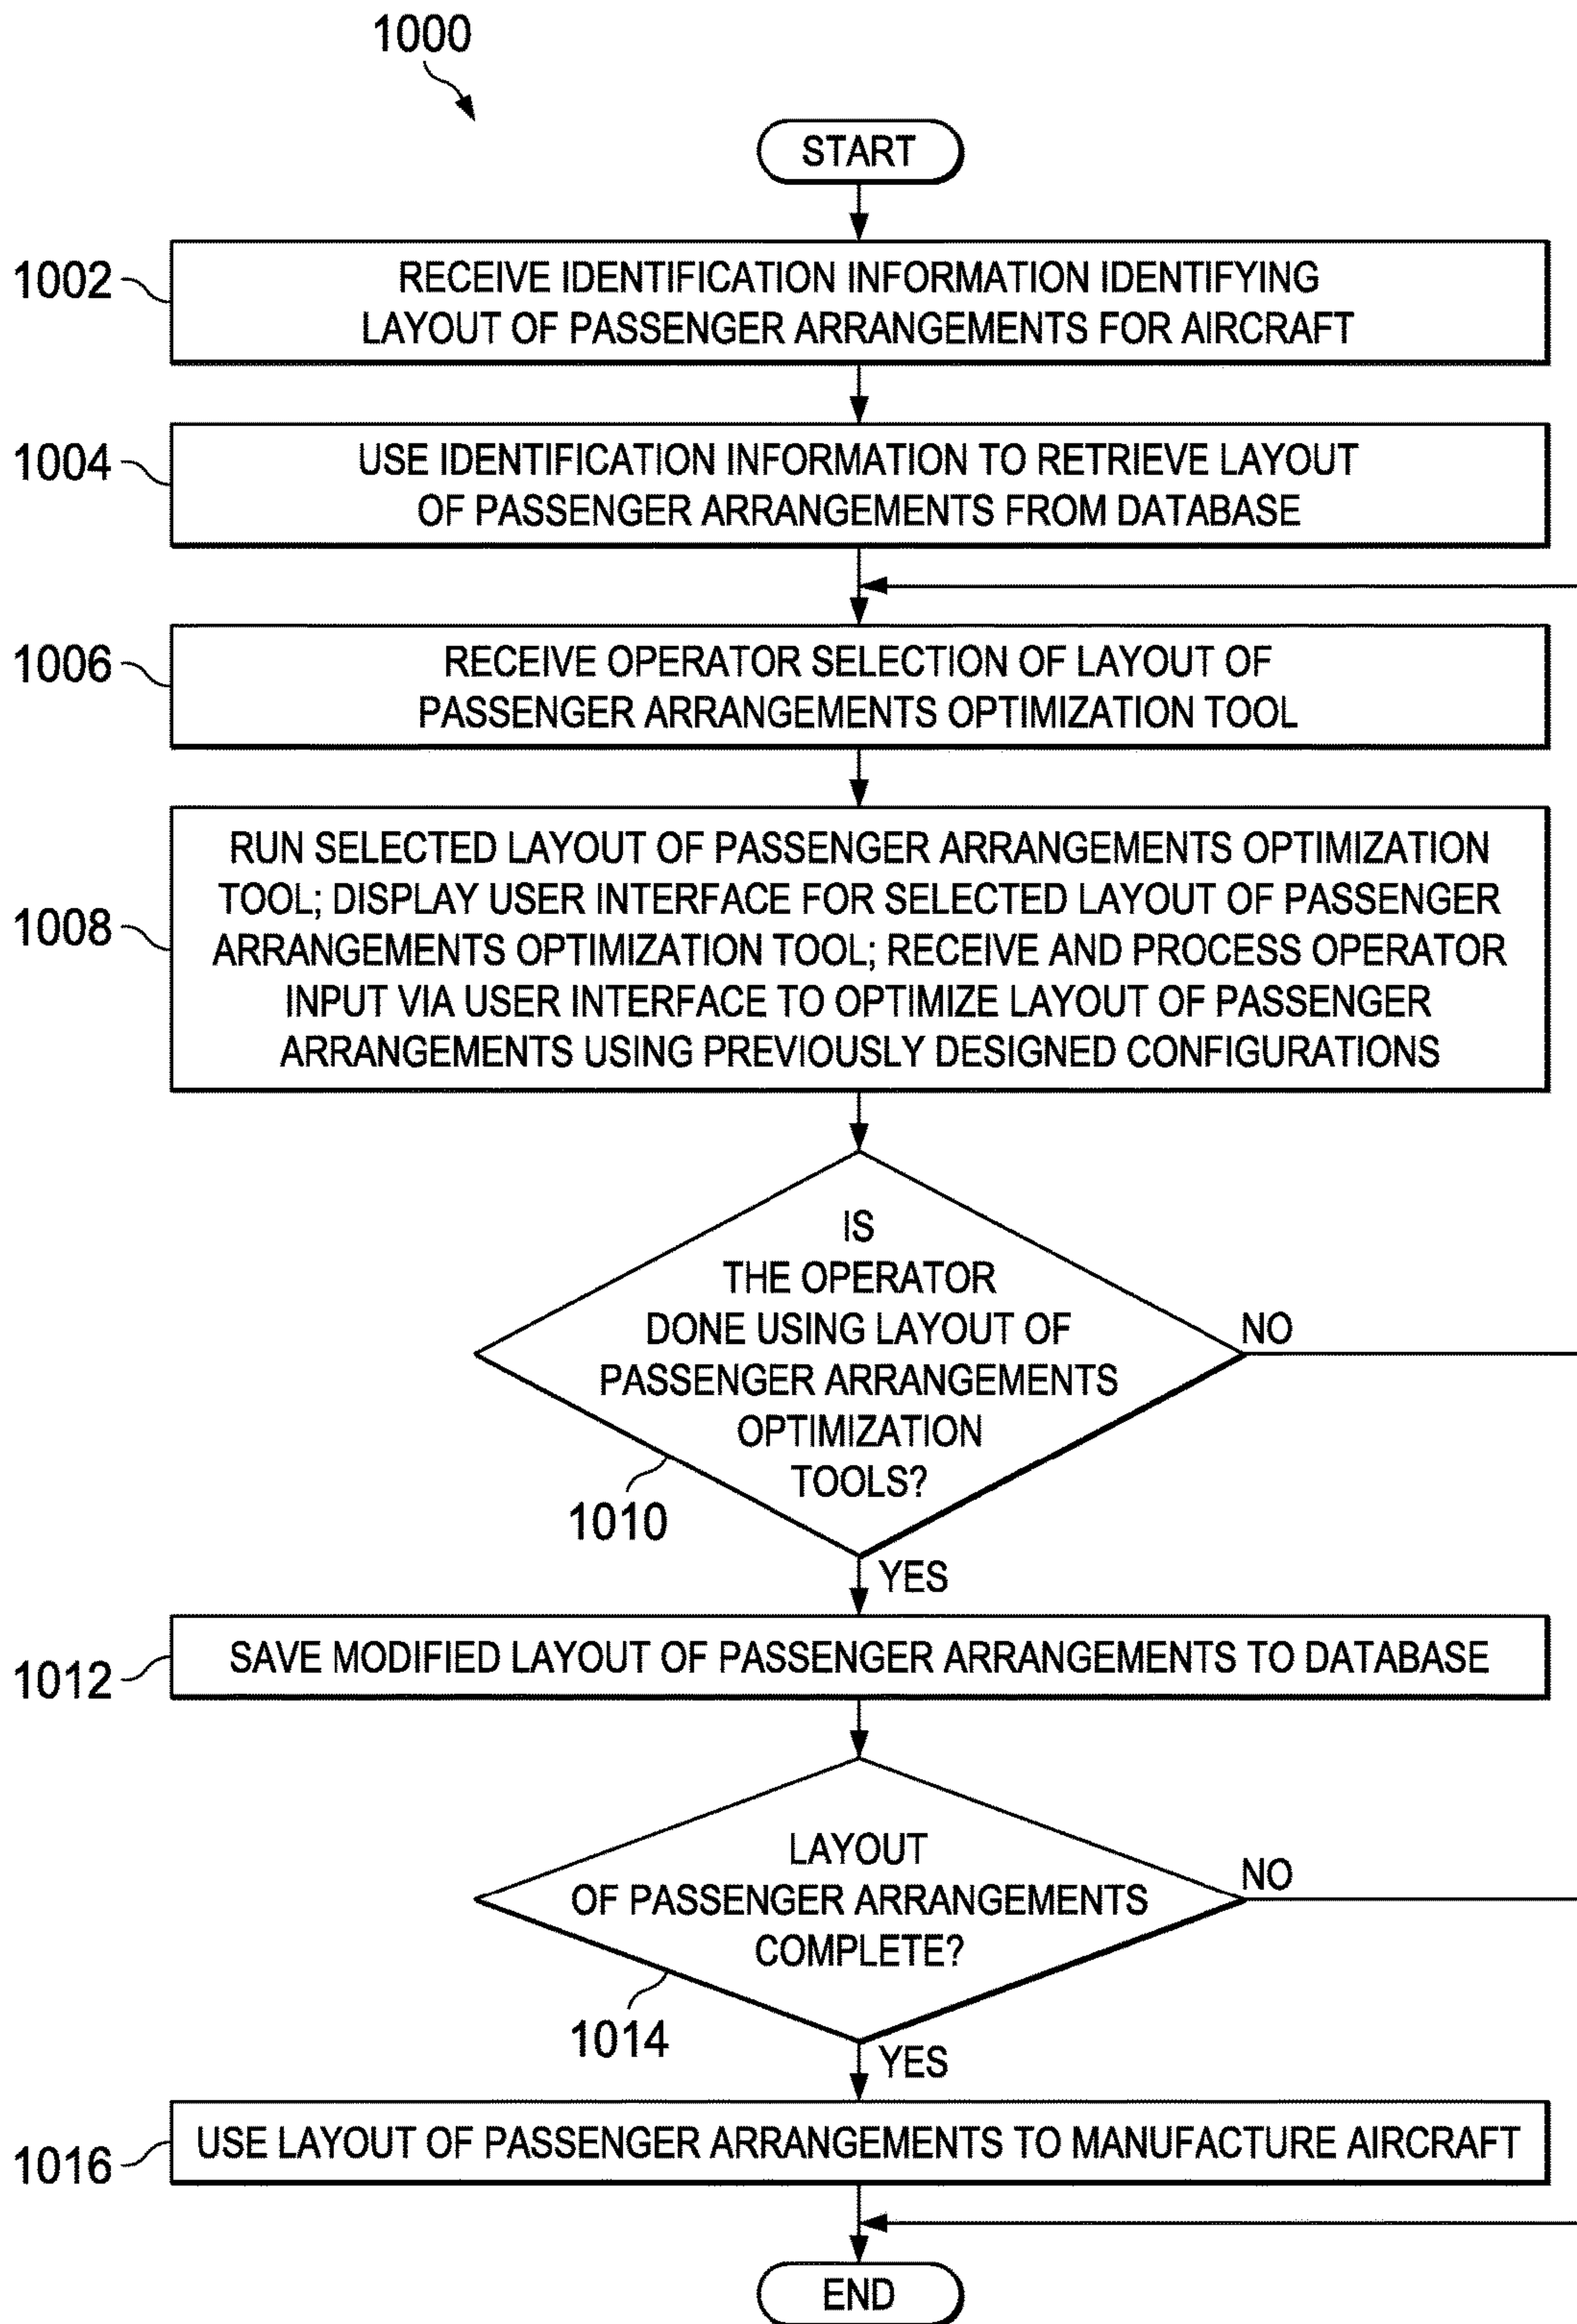 1000
START
1002
RECEIVE IDENTIFICATION INFORMATION IDENTIFYING
LAYOUT OF PASSENGER ARRANGEMENTS FOR AIRCRAFT
1004
USE IDENTIFICATION INFORMATION TO RETRIEVE LAYOUT
OF PASSENGER ARRANGEMENTS FROM DATABASE
1006
RECEIVE OPERATOR SELECTION OF LAYOUT OF
PASSENGER ARRANGEMENTS OPTIMIZATION TOOL
1008
RUN SELECTED LAYOUT OF PASSENGER ARRANGEMENTS OPTIMIZATION
TOOL; DISPLAY USER INTERFACE FOR SELECTED LAYOUT OF PASSENGER
ARRANGEMENTS OPTIMIZATION TOOL; RECEIVE AND PROCESS OPERATOR
INPUT VIA USER INTERFACE TO OPTIMIZE LAYOUT OF PASSENGER
ARRANGEMENTS USING PREVIOUSLY DESIGNED CONFIGURATIONS
IS
THE OPERATOR
DONE USING LAYOUT OF
PASSENGER ARRANGEMENTS
OPTIMIZATION
TOOLS?
NO
1010
YES
1012
SAVE MODIFIED LAYOUT OF PASSENGER ARRANGEMENTS TO DATABASE
LAYOUT
OF PASSENGER ARRANGEMENTS
COMPLETE?
NO
1014
YES
1016
USE LAYOUT OF PASSENGER ARRANGEMENTS TO MANUFACTURE AIRCRAFT
END